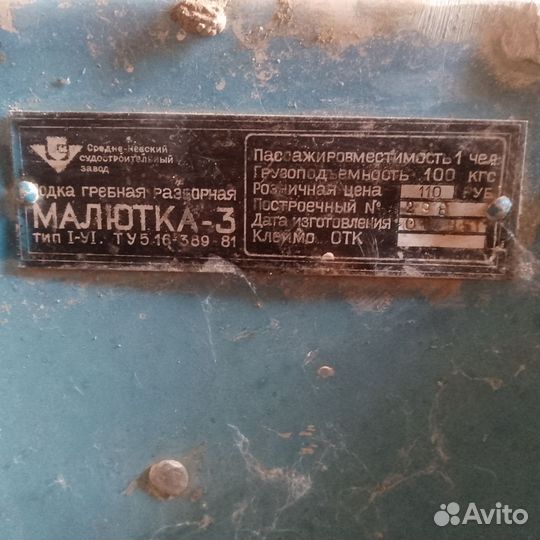 Средне-Невский
судостроительный
завод
лодка гребная разборная
МАЛЮТКА-3
тип I-УI. ТУ5.16-389 81
Пассажировместимость 1 чел
Грузоподъемность 100 кгс
Розничная цена 110 РУБ
Построечный №
Дата изготовления
Клеймо ОТК
Avito